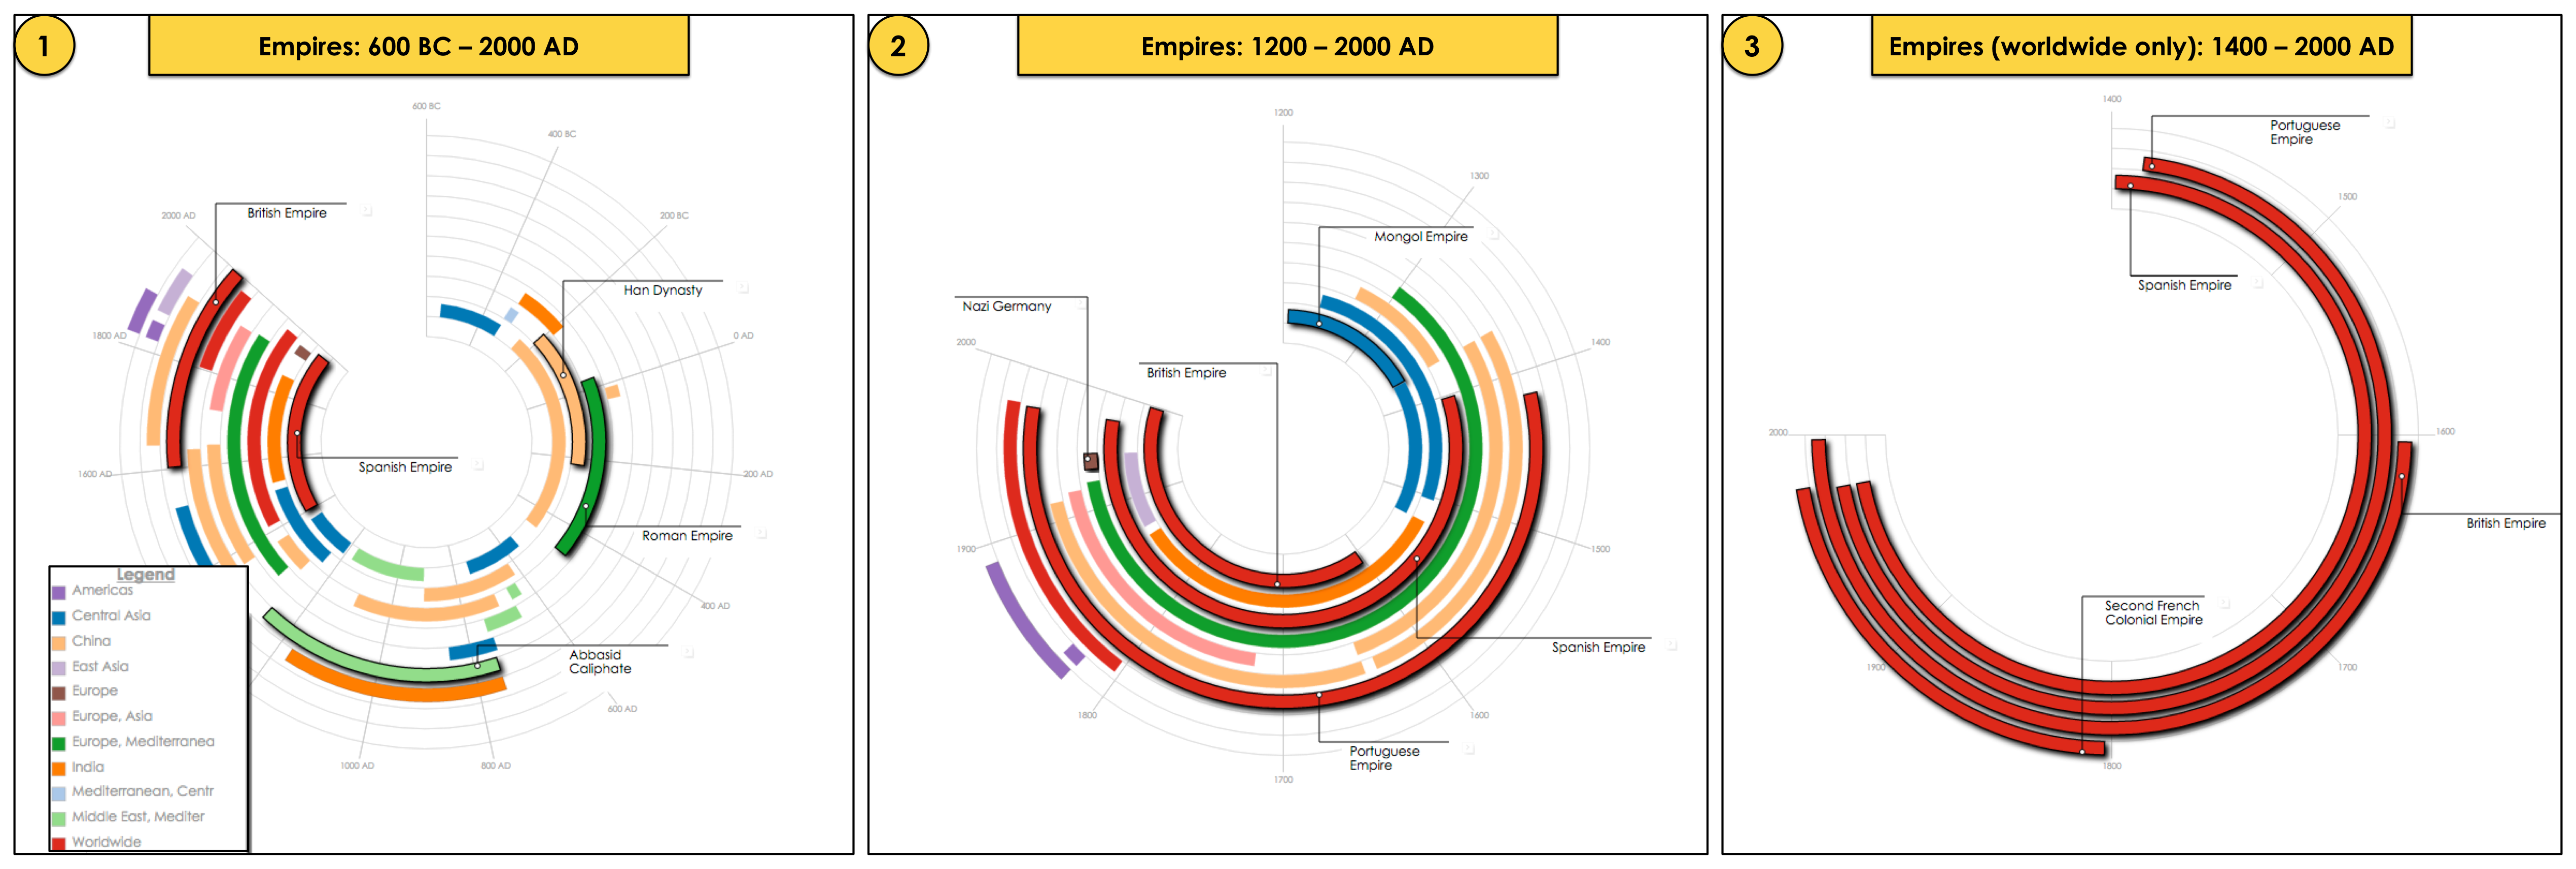 1
Empires: 600 BC – 2000 AD
600 BC
400 BC
200 BC
0 AD
200 AD
400 AD
600 AD
800 AD
1000 AD
1600 AD
1800 AD
2000 AD
British Empire
Han Dynasty
Spanish Empire
Roman Empire
Abbasid
Caliphate
Legend
Americas
Central Asia
China
East Asia
Europe
Europe, Asia
Europe, Mediterranea
India
Mediterranean, Centr
Middle East, Mediter
Worldwide
2
Empires: 1200 – 2000 AD
1200
1300
1400
1500
1600
1700
1800
1900
2000
Mongol Empire
Nazi Germany
British Empire
Spanish Empire
Portuguese
Empire
3
Empires (worldwide only): 1400 – 2000 AD
1400
1500
1600
1700
1800
1900
2000
Portuguese
Empire
Spanish Empire
British Empire
Second French
Colonial Empire